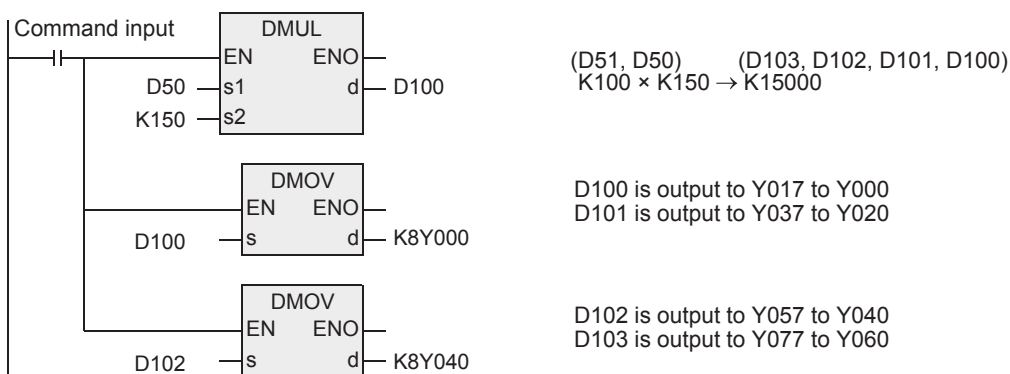 Command input
DMUL
EN ENO
D50 s1 d D100
K150 s2
(D51, D50) (D103, D102, D101, D100)
K100 × K150 → K15000
DMOV
EN ENO
D100 s d K8Y000
D100 is output to Y017 to Y000
D101 is output to Y037 to Y020
DMOV
EN ENO
D102 s d K8Y040
D102 is output to Y057 to Y040
D103 is output to Y077 to Y060